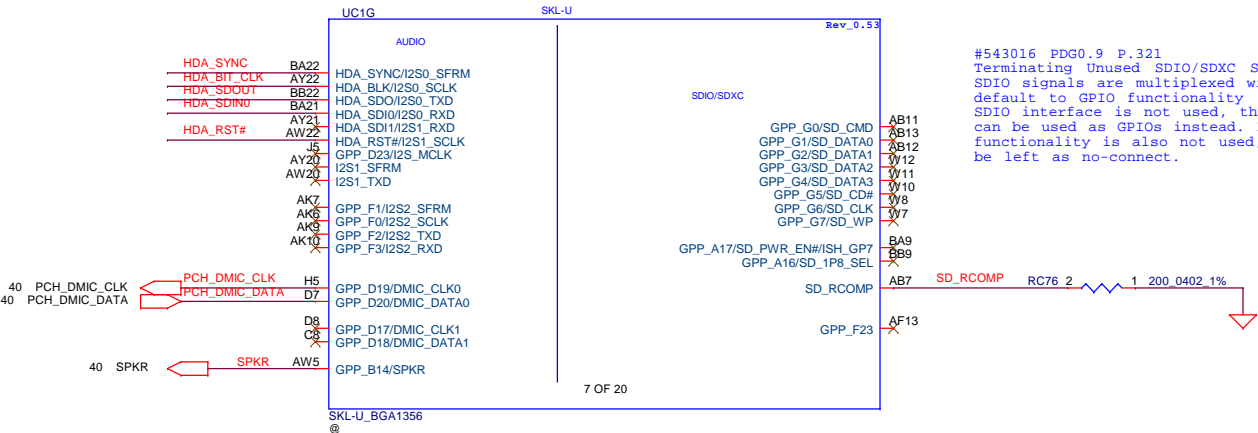 UC1G
SKL-U
Rev_0.53
AUDIO
SDIO/SDXC
#543016 PDG0.9 P.321
Terminating Unused SDIO/SDXC S
SDIO signals are multiplexed w
default to GPIO functionality
SDIO interface is not used, th
can be used as GPIOs instead.
functionality is also not used,
be left as no-connect.
HDA_SYNC BA22 HDA_SYNC/I2S0_SFRM
HDA_BIT_CLK AY22 HDA_BLK/I2S0_SCLK
HDA_SDOUT BB22 HDA_SDO/I2S0_TXD
HDA_SDIN0 BA21 HDA_SDI0/I2S0_RXD
AY21 HDA_SDI1/I2S1_RXD
HDA_RST# AW22 HDA_RST#/I2S1_SCLK
J5 GPP_D23/I2S_MCLK
AY20 I2S1_SFRM
AW20 I2S1_TXD
AK7 GPP_F1/I2S2_SFRM
AK6 GPP_F0/I2S2_SCLK
AK9 GPP_F2/I2S2_TXD
AK10 GPP_F3/I2S2_RXD
40 PCH_DMIC_CLK PCH_DMIC_CLK H5 GPP_D19/DMIC_CLK0
40 PCH_DMIC_DATA PCH_DMIC_DATA D7 GPP_D20/DMIC_DATA0
D8 GPP_D17/DMIC_CLK1
C8 GPP_D18/DMIC_DATA1
40 SPKR SPKR AW5 GPP_B14/SPKR
GPP_G0/SD_CMD AB11
GPP_G1/SD_DATA0 AB13
GPP_G2/SD_DATA1 AB12
GPP_G3/SD_DATA2 W12
GPP_G4/SD_DATA3 W11
GPP_G5/SD_CD# W10
GPP_G6/SD_CLK W8
GPP_G7/SD_WP W7
GPP_A17/SD_PWR_EN#/ISH_GP7 BA9
GPP_A16/SD_1P8_SEL BB9
SD_RCOMP AB7 SD_RCOMP RC76 2 1 200_0402_1%
GPP_F23 AF13
7 OF 20
SKL-U_BGA1356
@